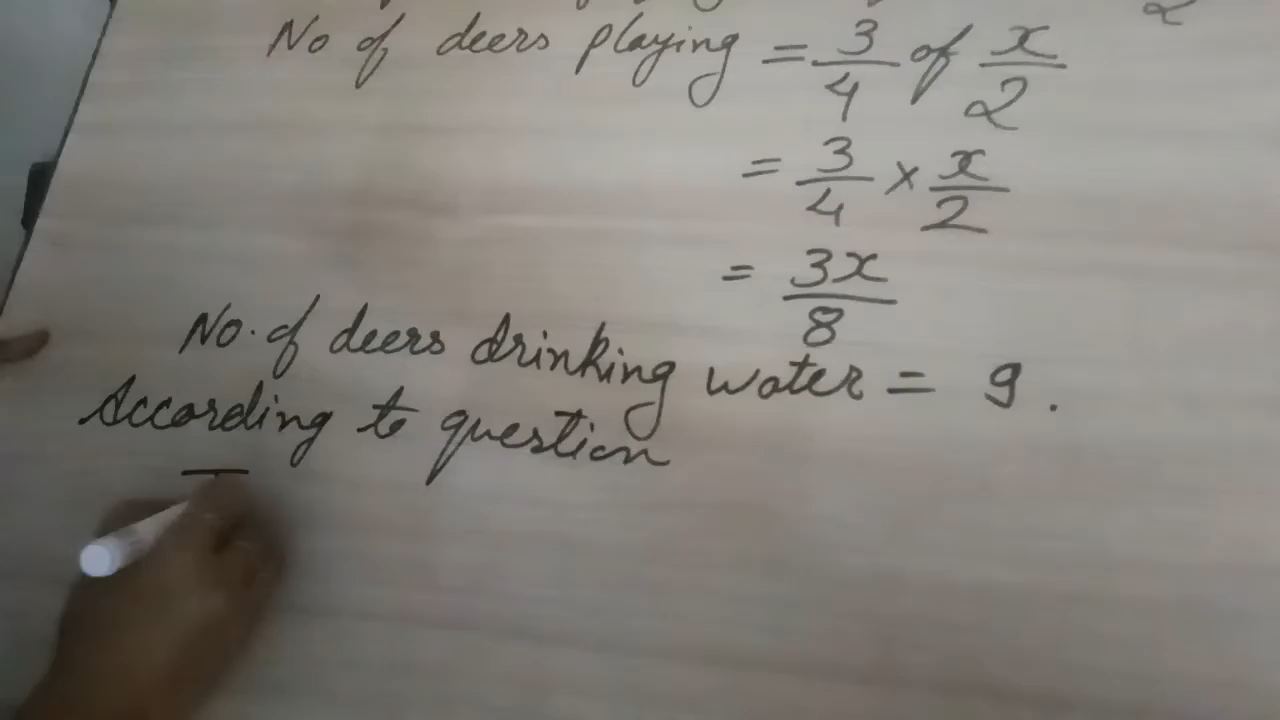 No of deers playing = 3/4 of x/2
= 3/4 × x/2
= 3x/8
No. of deers drinking water = 9.
According to question